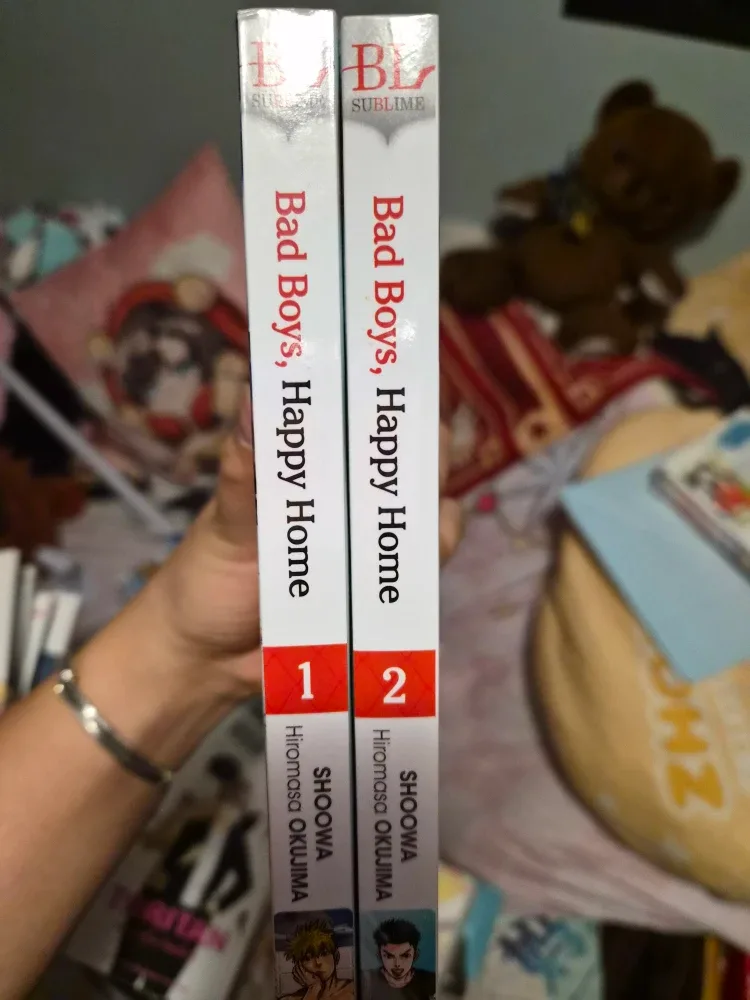 BL
SUBLIME
Bad Boys, Happy Home
1
SHOOWA
Hiromasa OKUJIMA
BL
SUBLIME
Bad Boys, Happy Home
2
SHOOWA
Hiromasa OKUJIMA